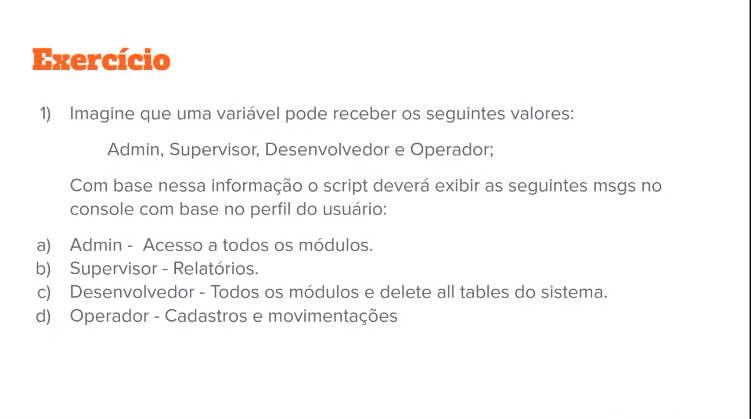 Exercício
1) Imagine que uma variável pode receber os seguintes valores:
Admin, Supervisor, Desenvolvedor e Operador;
Com base nessa informação o script deverá exibir as seguintes msgs no
console com base no perfil do usuário:
a) Admin - Acesso a todos os módulos.
b) Supervisor - Relatórios.
c) Desenvolvedor - Todos os módulos e delete all tables do sistema.
d) Operador - Cadastros e movimentações